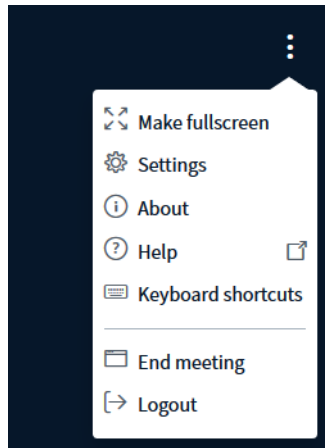 Make fullscreen
Settings
About
Help
Keyboard shortcuts
End meeting
Logout